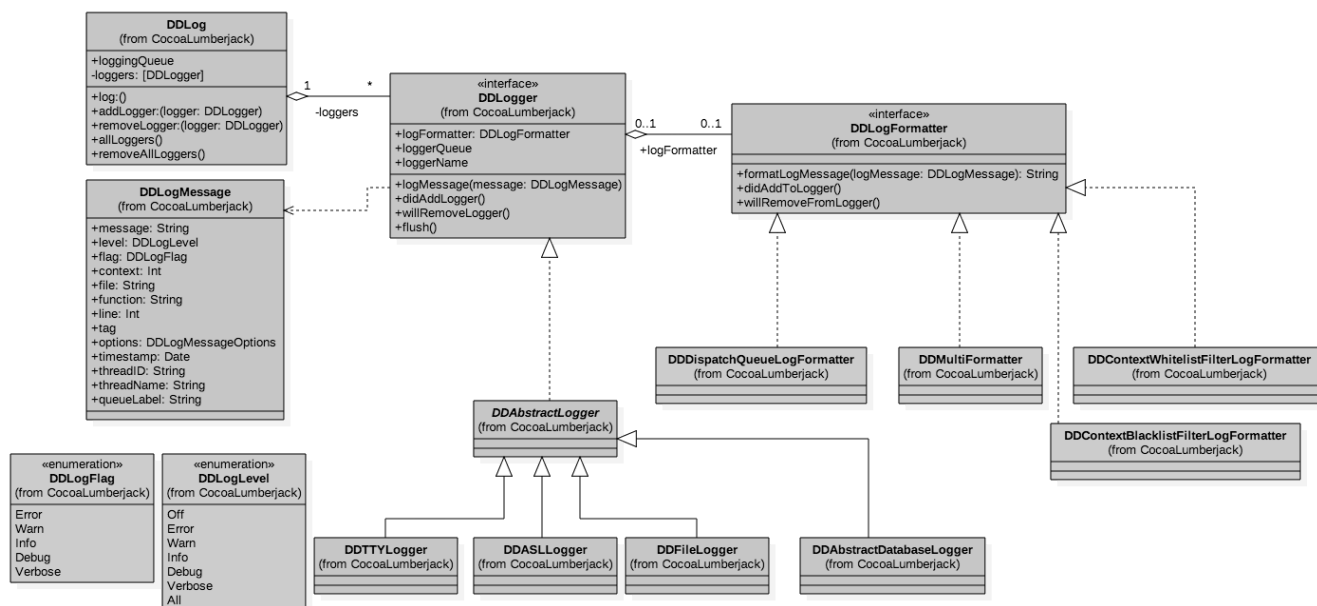 DDLog
(from CocoaLumberjack)
+loggingQueue
-loggers: [DDLogger]
+log:()
+addLogger:(logger: DDLogger)
+removeLogger:(logger: DDLogger)
+allLoggers()
+removeAllLoggers()
1
*
-loggers
«interface»
DDLogger
(from CocoaLumberjack)
+logFormatter: DDLogFormatter
+loggerQueue
+loggerName
+logMessage(message: DDLogMessage)
+didAddLogger()
+willRemoveLogger()
+flush()
0..1
0..1
+logFormatter
«interface»
DDLogFormatter
(from CocoaLumberjack)
+formatLogMessage(logMessage: DDLogMessage): String
+didAddToLogger()
+willRemoveFromLogger()
DDLogMessage
(from CocoaLumberjack)
+message: String
+level: DDLogLevel
+flag: DDLogFlag
+context: Int
+file: String
+function: String
+line: Int
+tag
+options: DDLogMessageOptions
+timestamp: Date
+threadID: String
+threadName: String
+queueLabel: String
DDDispatchQueueLogFormatter
(from CocoaLumberjack)
DDMultiFormatter
(from CocoaLumberjack)
DDContextWhitelistFilterLogFormatter
(from CocoaLumberjack)
DDAbstractLogger
(from CocoaLumberjack)
DDContextBlacklistFilterLogFormatter
(from CocoaLumberjack)
«enumeration»
DDLogFlag
(from CocoaLumberjack)
Error
Warn
Info
Debug
Verbose
«enumeration»
DDLogLevel
(from CocoaLumberjack)
Off
Error
Warn
Info
Debug
Verbose
All
DDTTYLogger
(from CocoaLumberjack)
DDASLLogger
(from CocoaLumberjack)
DDFileLogger
(from CocoaLumberjack)
DDAbstractDatabaseLogger
(from CocoaLumberjack)